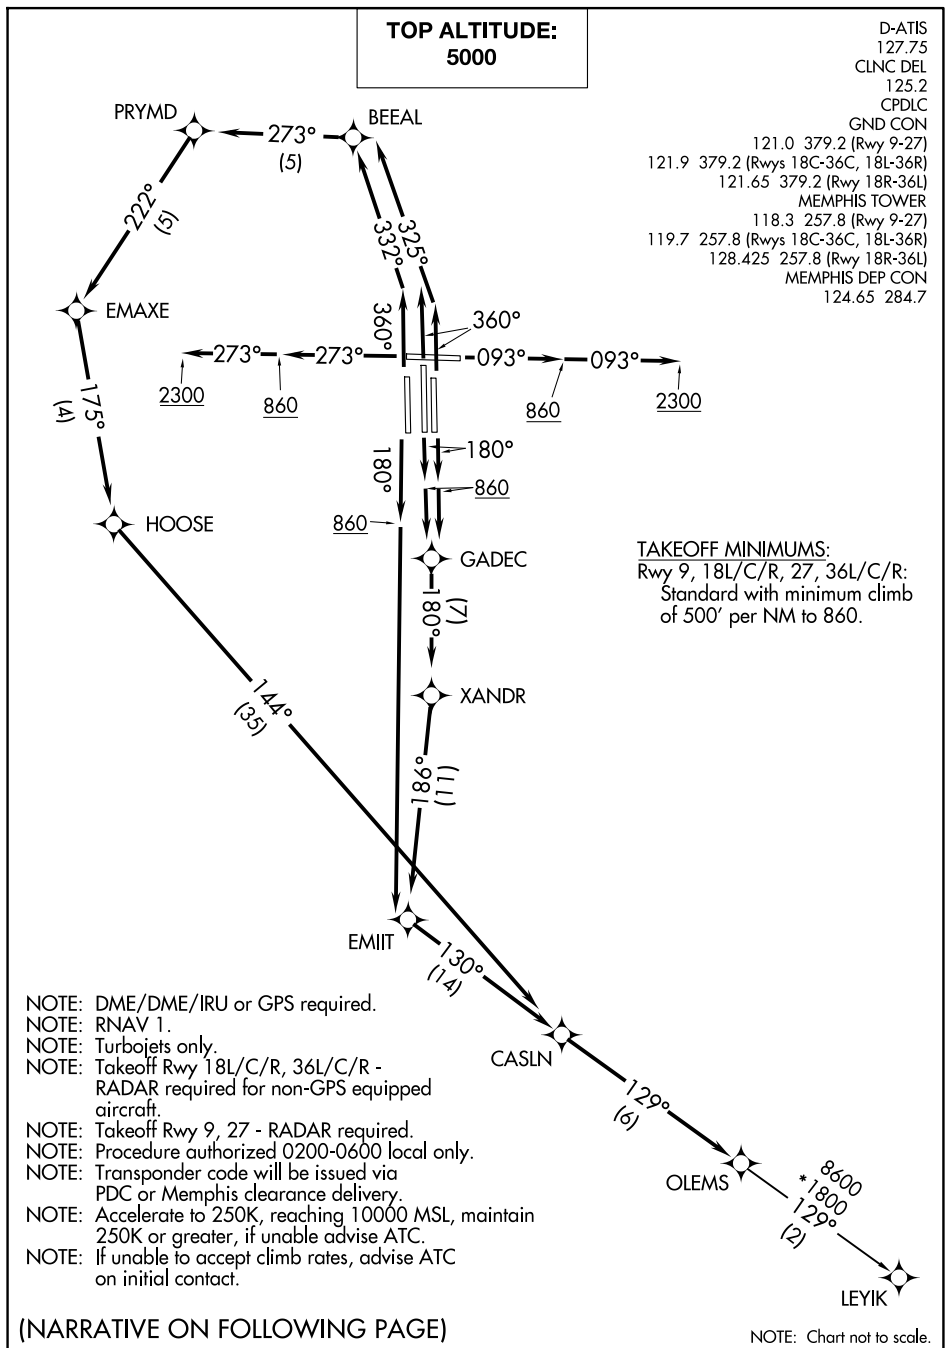 TOP ALTITUDE:
5000
D-ATIS
127.75
CLNC DEL
125.2
CPDLC
GND CON
121.0 379.2 (Rwy 9-27)
121.9 379.2 (Rwys 18C-36C, 18L-36R)
121.65 379.2 (Rwy 18R-36L)
MEMPHIS TOWER
118.3 257.8 (Rwy 9-27)
119.7 257.8 (Rwys 18C-36C, 18L-36R)
128.425 257.8 (Rwy 18R-36L)
MEMPHIS DEP CON
124.65 284.7
PRYMD
273°
(5)
BEEAL
222°
(5)
332°
325°
EMAXE
360°
360°
273°
273°
093°
093°
2300
860
860
2300
175°
(4)
180°
180°
860
860
HOOSE
GADEC
TAKEOFF MINIMUMS:
Rwy 9, 18L/C/R, 27, 36L/C/R:
Standard with minimum climb
of 500' per NM to 860.
180°
(7)
XANDR
144°
(35)
186°
(11)
EMIIT
130°
(14)
CASLN
129°
(6)
OLEMS
8600
*1800
129°
(2)
LEYIK
NOTE: DME/DME/IRU or GPS required.
NOTE: RNAV 1.
NOTE: Turbojets only.
NOTE: Takeoff Rwy 18L/C/R, 36L/C/R -
RADAR required for non-GPS equipped
aircraft.
NOTE: Takeoff Rwy 9, 27 - RADAR required.
NOTE: Procedure authorized 0200-0600 local only.
NOTE: Transponder code will be issued via
PDC or Memphis clearance delivery.
NOTE: Accelerate to 250K, reaching 10000 MSL, maintain
250K or greater, if unable advise ATC.
NOTE: If unable to accept climb rates, advise ATC
on initial contact.
(NARRATIVE ON FOLLOWING PAGE)
NOTE: Chart not to scale.